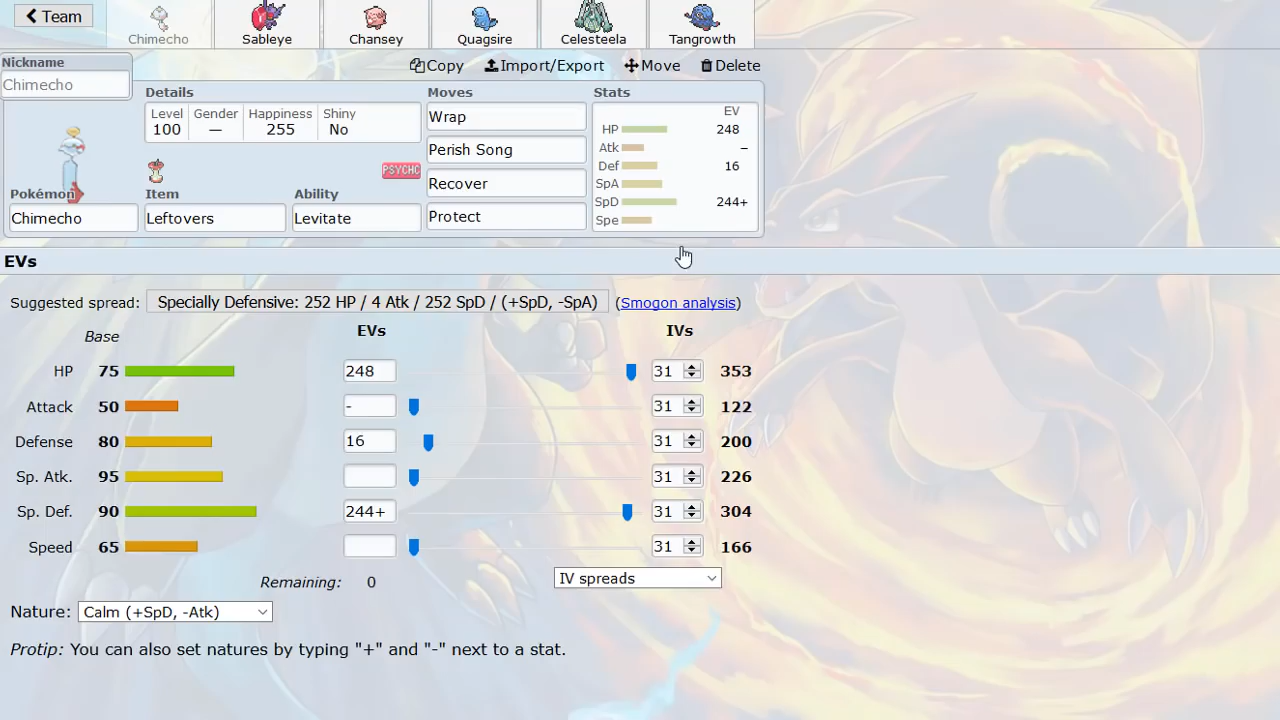 Team
Chimecho
Sableye
Chansey
Quagsire
Celesteela
Tangrowth
Copy
Import/Export
Move
Delete
Nickname
Chimecho
Details
Level
100
Gender
—
Happiness
255
Shiny
No
PSYCHC
Pokémon
Chimecho
Item
Leftovers
Ability
Levitate
Moves
Wrap
Perish Song
Recover
Protect
Stats
EV
HP 248
Atk –
Def 16
SpA
SpD 244+
Spe
EVs
Suggested spread: Specially Defensive: 252 HP / 4 Atk / 252 SpD / (+SpD, -SpA) (Smogon analysis)
Base EVs IVs
HP 75 248 31 353
Attack 50 - 31 122
Defense 80 16 31 200
Sp. Atk. 95 31 226
Sp. Def. 90 244+ 31 304
Speed 65 31 166
Remaining: 0 IV spreads
Nature: Calm (+SpD, -Atk)
Protip: You can also set natures by typing "+" and "-" next to a stat.